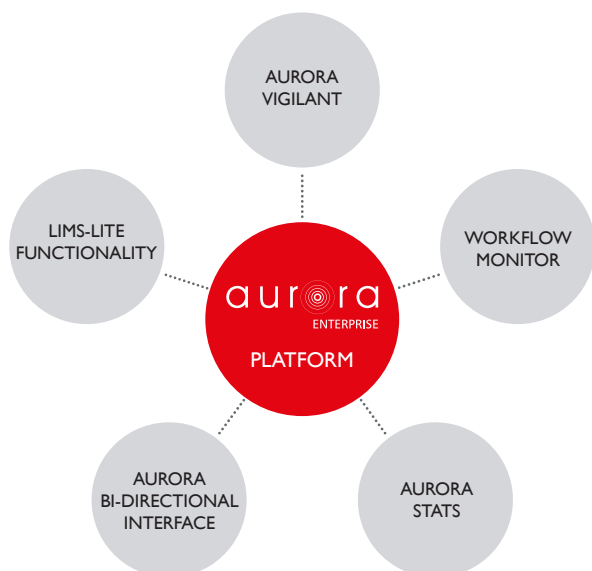 AURORA
VIGILANT
LIMS-LITE
FUNCTIONALITY
WORKFLOW
MONITOR
aurora
ENTERPRISE
PLATFORM
AURORA
BI-DIRECTIONAL
INTERFACE
AURORA
STATS